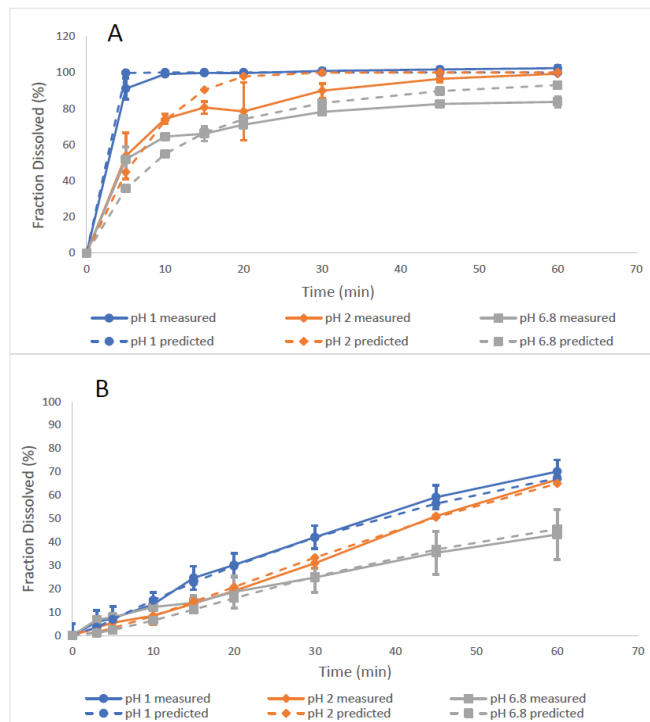 A
120
100
80
60
40
20
0
Fraction Dissolved (%)
0 10 20 30 40 50 60 70
Time (min)
pH 1 measured pH 2 measured pH 6.8 measured
pH 1 predicted pH 2 predicted pH 6.8 predicted
B
100
90
80
70
60
50
40
30
20
10
0
Fraction Dissolved (%)
0 10 20 30 40 50 60 70
Time (min)
pH 1 measured pH 2 measured pH 6.8 measured
pH 1 predicted pH 2 predicted pH 6.8 predicted